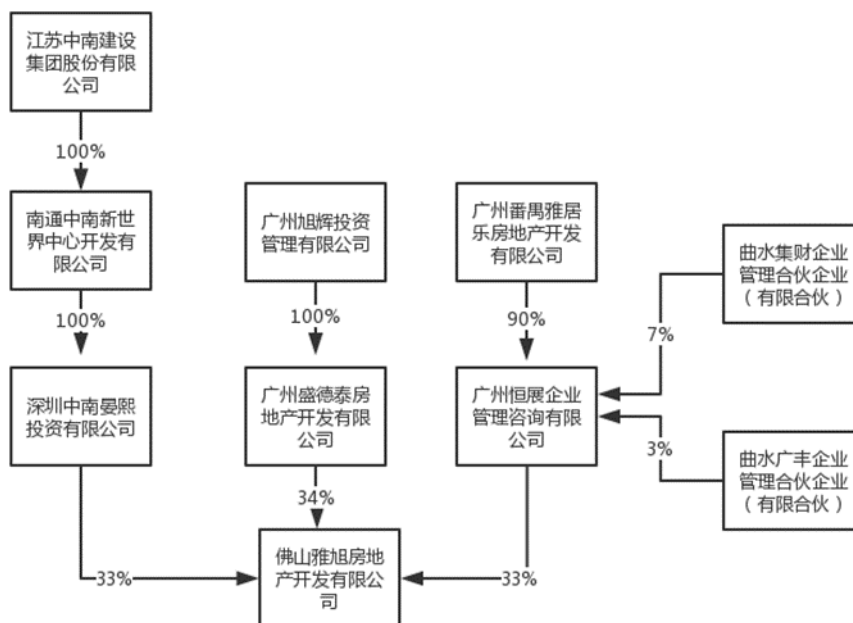 江苏中南建设
集团股份有限
公司
100%
南通中南新世
界中心开发有
限公司
广州旭辉投资
管理有限公司
广州番禺雅居
乐房地产开发
有限公司
曲水集财企业
管理合伙企业
（有限合伙）
100%
100%
90%
7%
深圳中南晏熙
投资有限公司
广州盛德泰房
地产开发有限
公司
广州恒展企业
管理咨询有限
公司
3%
曲水广丰企业
管理合伙企业
（有限合伙）
34%
佛山雅旭房地
产开发有限公
司
33%
33%